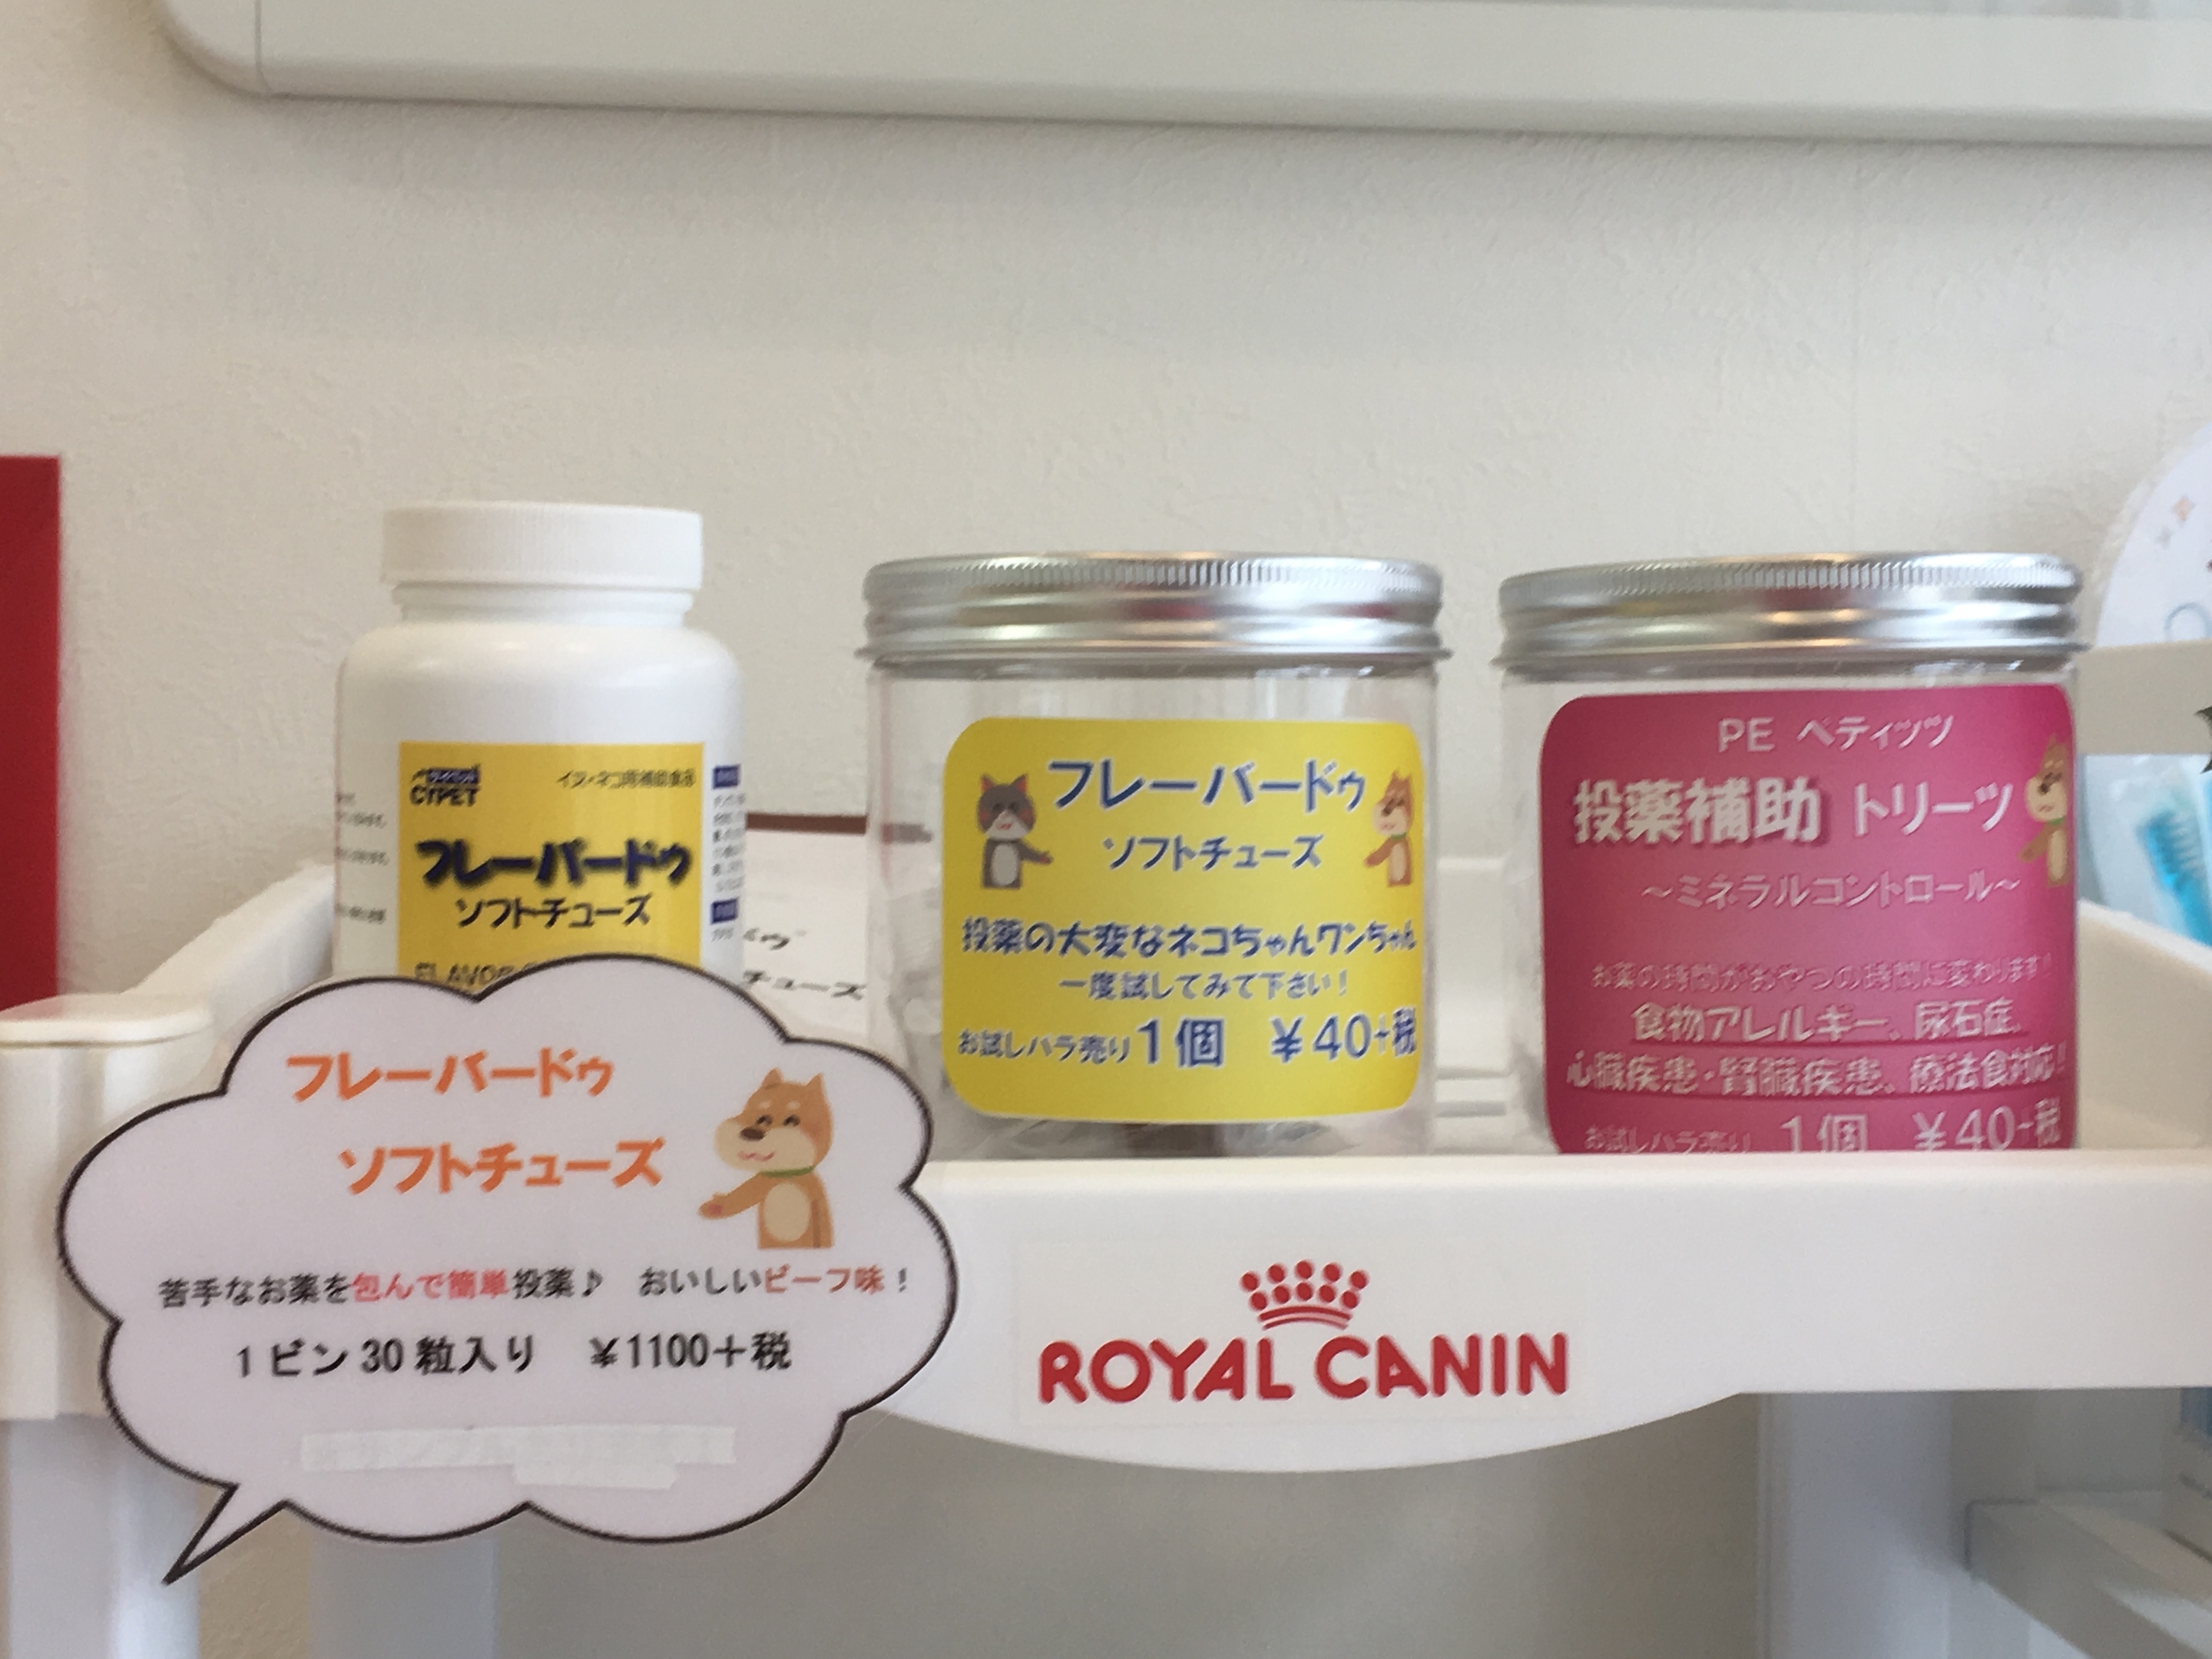 CYPET
イヌ・ネコ用補助食品
フレーバードゥ
ソフトチューズ
フレーバードゥ
ソフトチューズ
投薬の大変なネコちゃんワンちゃん
一度試してみて下さい！
お試しバラ売り1個 ¥40+税
PE ベティッツ
投薬補助 トリーツ
～ミネラルコントロール～
お薬の時間がおやつの時間に変わります！
食物アレルギー、尿石症、
心臓疾患・腎臓疾患、療法食対応！
お試しバラ売り 1個 ¥40+税
フレーバードゥ
ソフトチューズ
苦手なお薬を包んで簡単投薬♪ おいしいビーフ味！
1ビン30粒入り ¥1100+税
ROYAL CANIN